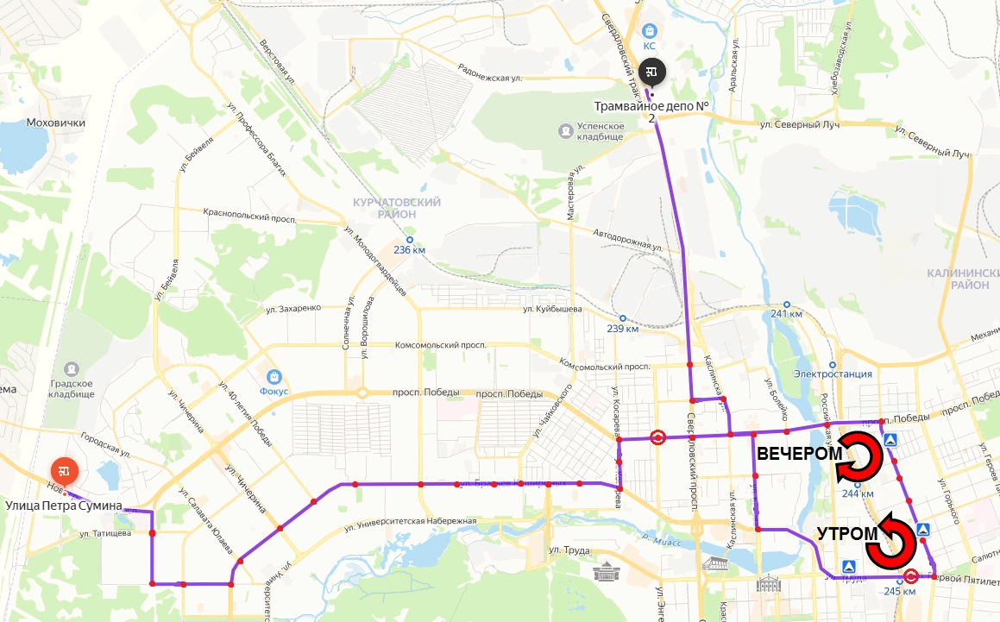 КС
Свердловский тракт
Трамвайное депо №
2
Верстовая ул.
Радонежская ул.
Аральская ул.
Хлебозаводская ул.
Моховички
ул. Профессора Благих
Успенское
кладбище
ул. Северный Луч
ул. Северный Луч
ул. Бейвеля
Мастеровая ул.
КУРЧАТОВСКИЙ
РАЙОН
Краснопольский просп.
236 км
ул. Молодогвардейцев
Автодорожная ул.
КАЛИНИНСКИ
РАЙОН
ул. Бейвеля
ул. Захаренко
Солнечная ул.
ул. Ворошилова
ул. Куйбышева
239 км
241 км
Комсомольский просп.
Комсомольский просп.
Каслинская ул.
Электростанция
Градское
кладбище
Фокус
просп. Победы
просп. Победы
просп. Победы
просп. Победы
ул. Чичерина
ул. 40-летия Победы
ул. Чайковского
ул. Косарева
Свердловский просп.
ул. Болейко
Городская ул.
ВЕЧЕРОМ
ул. Героев
Улица Петра Сумина
ул. Чичерина
ул. Братьев Кашириных
244 км
ул. Горького
ул. Татищева
ул. Салавата Юлаева
ул. Университетская Набережная
Каслинская ул.
УТРОМ
р. Миасс
ул. Труда
Первой Пятилет
245 км